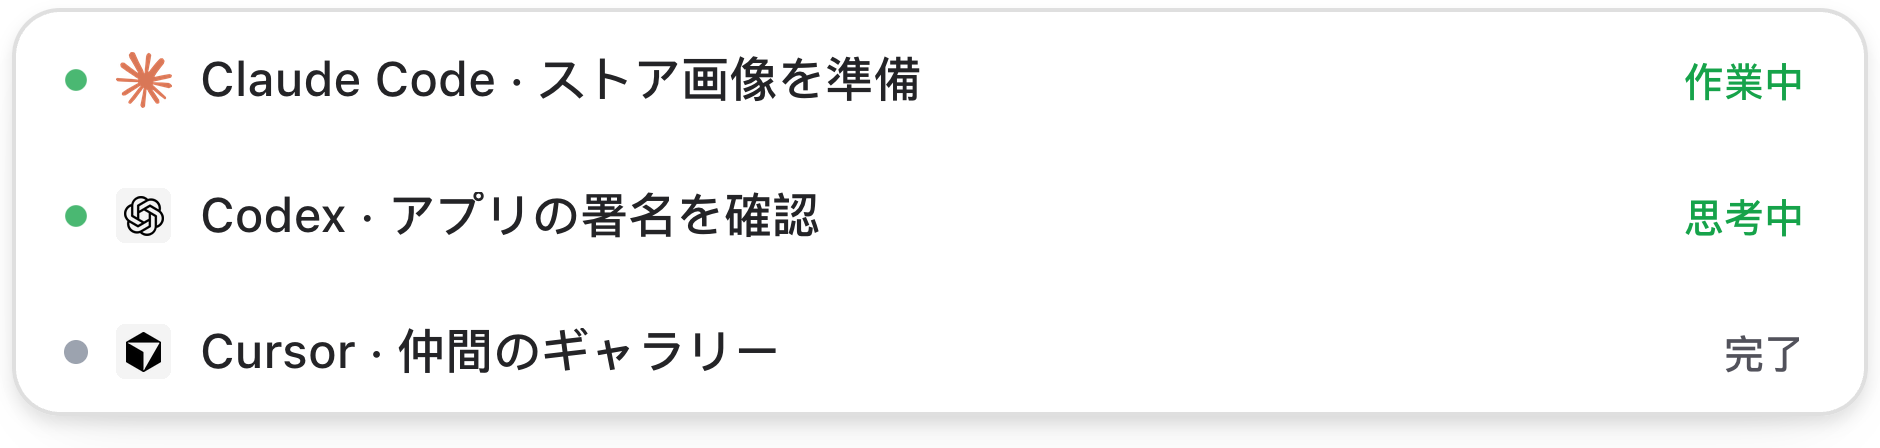 Claude Code · ストア画像を準備 作業中
Codex · アプリの署名を確認 思考中
Cursor · 仲間のギャラリー 完了